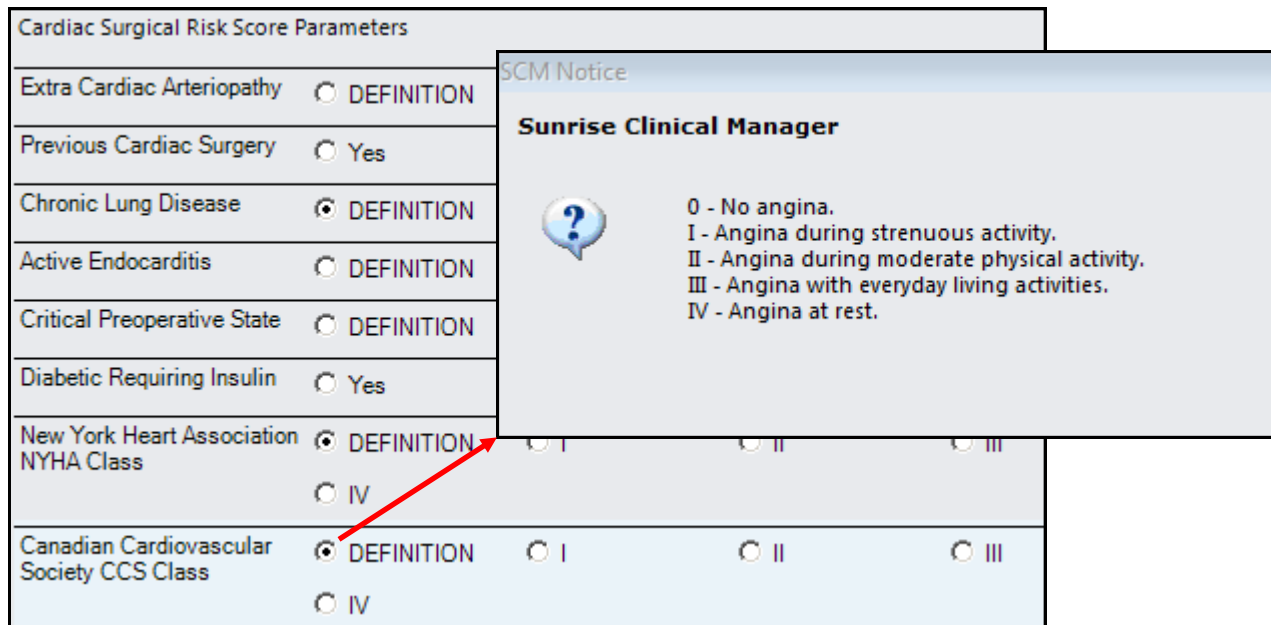 Cardiac Surgical Risk Score Parameters
Extra Cardiac Arteriopathy DEFINITION
Previous Cardiac Surgery Yes
Chronic Lung Disease DEFINITION
Active Endocarditis DEFINITION
Critical Preoperative State DEFINITION
Diabetic Requiring Insulin Yes
New York Heart Association DEFINITION I II III
NYHA Class
IV
Canadian Cardiovascular DEFINITION I II III
Society CCS Class
IV
SCM Notice
Sunrise Clinical Manager
0 - No angina.
I - Angina during strenuous activity.
II - Angina during moderate physical activity.
III - Angina with everyday living activities.
IV - Angina at rest.